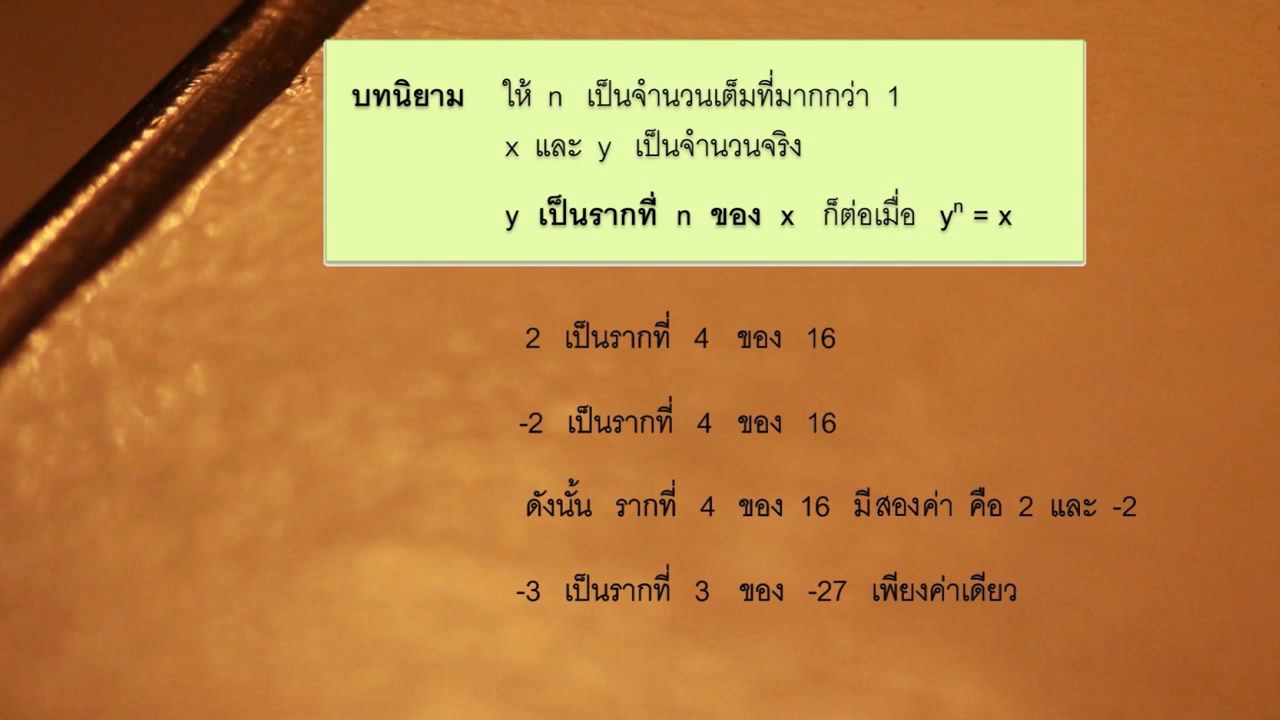 บทนิยาม ให้ n เป็นจำนวนเต็มที่มากกว่า 1
x และ y เป็นจำนวนจริง
y เป็นรากที่ n ของ x ก็ต่อเมื่อ yⁿ = x
2 เป็นรากที่ 4 ของ 16
-2 เป็นรากที่ 4 ของ 16
ดังนั้น รากที่ 4 ของ 16 มีสองค่า คือ 2 และ -2
-3 เป็นรากที่ 3 ของ -27 เพียงค่าเดียว